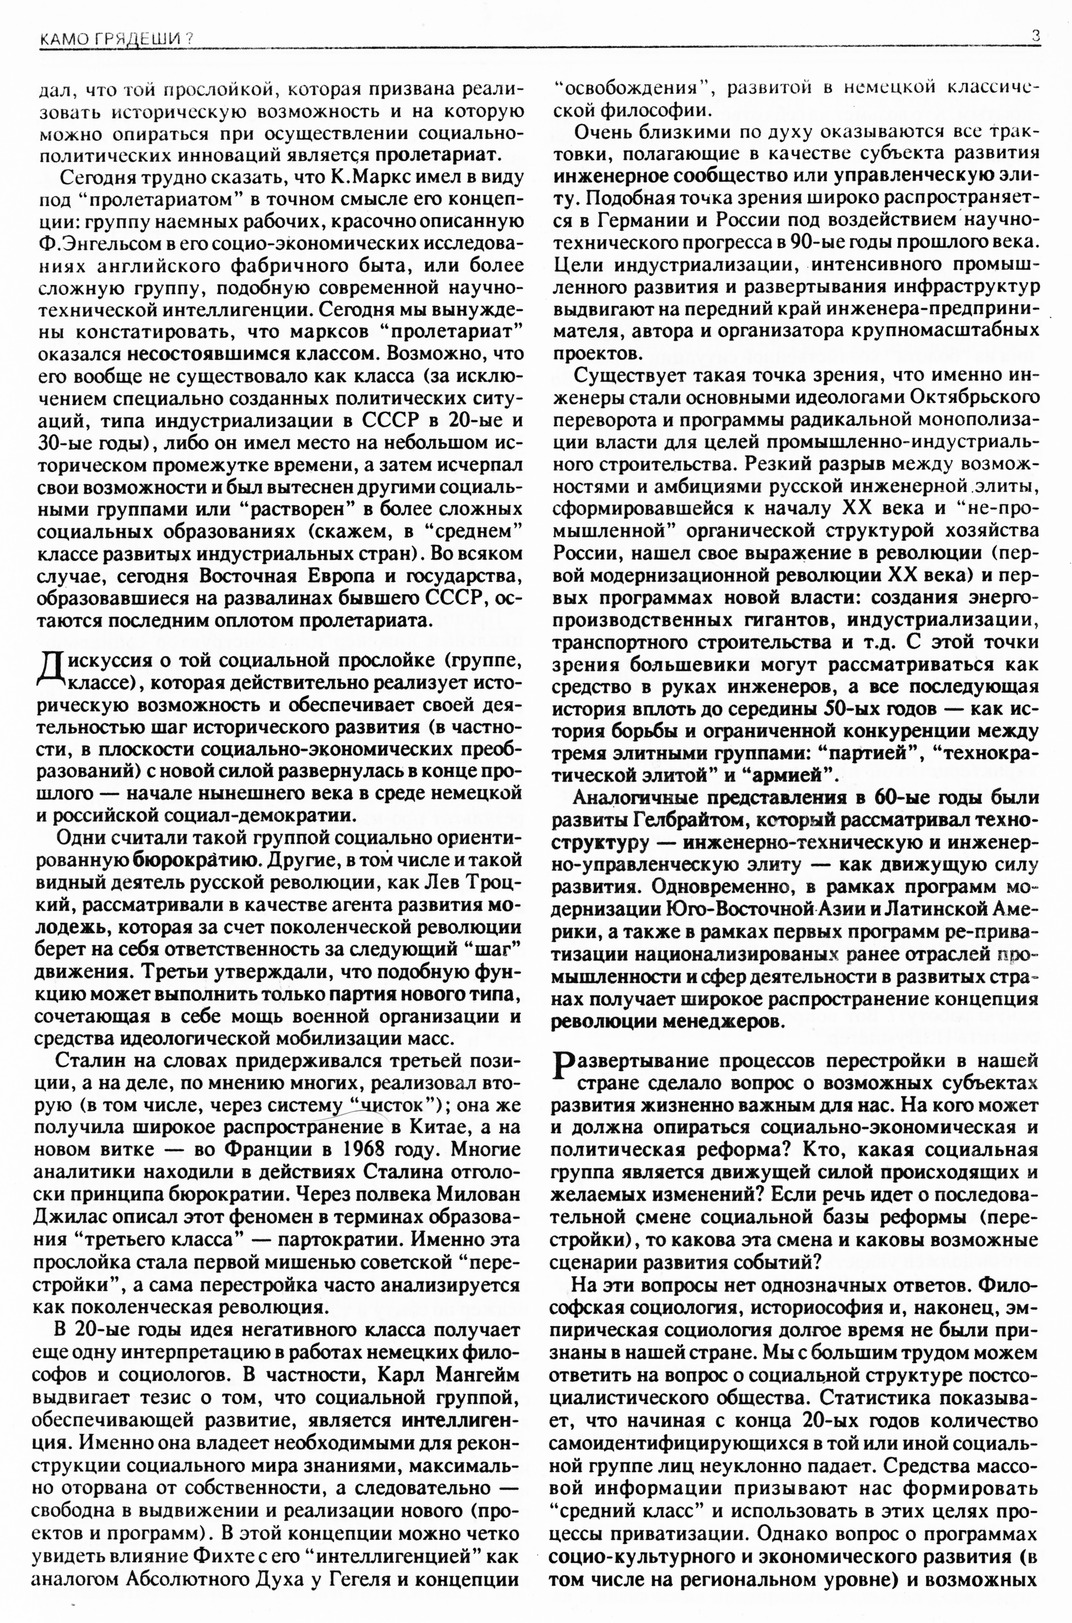 КАМО ГРЯДЕШИ?
3
дал, что той прослойкой, которая призвана реали-
зовать историческую возможность и на которую
можно опираться при осуществлении социально-
политических инноваций является пролетариат.
Сегодня трудно сказать, что К.Маркс имел в виду
под “пролетариатом” в точном смысле его концеп-
ции: группу наемных рабочих, красочно описанную
Ф.Энгельсом в его социо-экономических исследова-
ниях английского фабричного быта, или более
сложную группу, подобную современной научно-
технической интеллигенции. Сегодня мы вынужде-
ны констатировать, что марксов “пролетариат”
оказался несостоявшимся классом. Возможно, что
его вообще не существовало как класса (за исклю-
чением специально созданных политических ситу-
аций, типа индустриализации в СССР в 20-ые и
30-ые годы), либо он имел место на небольшом ис-
торическом промежутке времени, а затем исчерпал
свои возможности и был вытеснен другими социаль-
ными группами или “растворен” в более сложных
социальных образованиях (скажем, в “среднем”
классе развитых индустриальных стран). Во всяком
случае, сегодня Восточная Европа и государства,
образовавшиеся на развалинах бывшего СССР, ос-
таются последним оплотом пролетариата.
Дискуссия о той социальной прослойке (группе,
классе), которая действительно реализует исто-
рическую возможность и обеспечивает своей дея-
тельностью шаг исторического развития (в частно-
сти, в плоскости социально-экономических преоб-
разований) с новой силой развернулась в конце про-
шлого — начале нынешнего века в среде немецкой
и российской социал-демократии.
Одни считали такой группой социально ориенти-
рованную бюрократию. Другие, в том числе и такой
видный деятель русской революции, как Лев Троц-
кий, рассматривали в качестве агента развития мо-
лодежь, которая за счет поколенческой революции
берет на себя ответственность за следующий “шаг”
движения. Третьи утверждали, что подобную фун-
кцию может выполнить только партия нового типа,
сочетающая в себе мощь военной организации и
средства идеологической мобилизации масс.
Сталин на словах придерживался третьей пози-
ции, а на деле, по мнению многих, реализовал вто-
рую (в том числе, через систему “чисток”); она же
получила широкое распространение в Китае, а на
новом витке — во Франции в 1968 году. Многие
аналитики находили в действиях Сталина отголо-
ски принципа бюрократии. Через полвека Милован
Джилас описал этот феномен в терминах образова-
ния “третьего класса” — партократии. Именно эта
прослойка стала первой мишенью советской “пере-
стройки”, а сама перестройка часто анализируется
как поколенческая революция.
В 20-ые годы идея негативного класса получает
еще одну интерпретацию в работах немецких фило-
софов и социологов. В частности, Карл Мангейм
выдвигает тезис о том, что социальной группой,
обеспечивающей развитие, является интеллиген-
ция. Именно она владеет необходимыми для рекон-
струкции социального мира знаниями, максималь-
но оторвана от собственности, а следовательно —
свободна в выдвижении и реализации нового (про-
ектов и программ). В этой концепции можно четко
увидеть влияние Фихте с его “интеллигенцией” как
аналогом Абсолютного Духа у Гегеля и концепции
“освобождения”, развитой в немецкой классиче-
ской философии.
Очень близкими по духу оказываются все трак-
товки, полагающие в качестве субъекта развития
инженерное сообщество или управленческую эли-
ту. Подобная точка зрения широко распространяет-
ся в Германии и России под воздействием научно-
технического прогресса в 90-ые годы прошлого века.
Цели индустриализации, интенсивного промыш-
ленного развития и развертывания инфраструктур
выдвигают на передний край инженера-предприни-
мателя, автора и организатора крупномасштабных
проектов.
Существует такая точка зрения, что именно ин-
женеры стали основными идеологами Октябрьского
переворота и программы радикальной монополиза-
ции власти для целей промышленно-индустриаль-
ного строительства. Резкий разрыв между возмож-
ностями и амбициями русской инженерной элиты,
сформировавшейся к началу XX века и “не-про-
мышленной” органической структурой хозяйства
России, нашел свое выражение в революции (пер-
вой модернизационной революции XX века) и пер-
вых программах новой власти: создания энерго-
производственных гигантов, индустриализации,
транспортного строительства и т.д. С этой точки
зрения большевики могут рассматриваться как
средство в руках инженеров, а все последующая
история вплоть до середины 50-ых годов — как ис-
тория борьбы и ограниченной конкуренции между
тремя элитными группами: “партией”, “технокра-
тической элитой” и “армией”.
Аналогичные представления в 60-ые годы были
развиты Гелбрайтом, который рассматривал техно-
структуру — инженерно-техническую и инженер-
но-управленческую элиту — как движущую силу
развития. Одновременно, в рамках программ мо-
дернизации Юго-Восточной Азии и Латинской Аме-
рики, а также в рамках первых программ ре-прива-
тизации национализированых ранее отраслей про-
мышленности и сфер деятельности в развитых стра-
нах получает широкое распространение концепция
революции менеджеров.
Развертывание процессов перестройки в нашей
стране сделало вопрос о возможных субъектах
развития жизненно важным для нас. На кого может
и должна опираться социально-экономическая и
политическая реформа? Кто, какая социальная
группа является движущей силой происходящих и
желаемых изменений? Если речь идет о последова-
тельной смене социальной базы реформы (пере-
стройки), то какова эта смена и каковы возможные
сценарии развития событий?
На эти вопросы нет однозначных ответов. Фило-
софская социология, историософия и, наконец, эм-
пирическая социология долгое время не были при-
знаны в нашей стране. Мы с большим трудом можем
ответить на вопрос о социальной структуре постсо-
циалистического общества. Статистика показыва-
ет, что начиная с конца 20-ых годов количество
самоидентифицирующихся в той или иной социаль-
ной группе лиц неуклонно падает. Средства массо-
вой информации призывают нас формировать
“средний класс” и использовать в этих целях про-
цессы приватизации. Однако вопрос о программах
социо-культурного и экономического развития (в
том числе на региональном уровне) и возможных